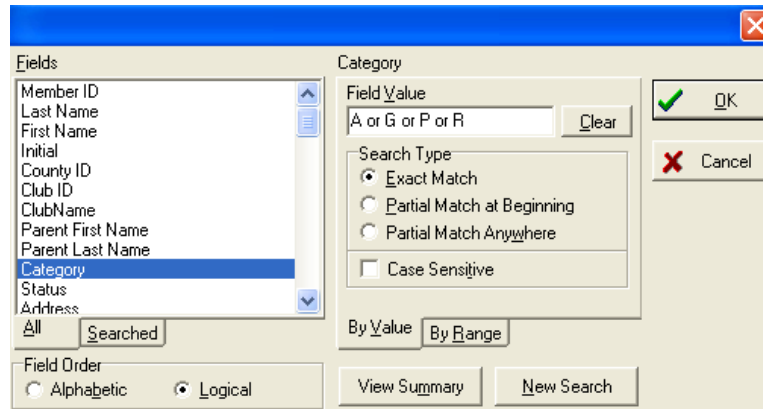 Fields
Member ID
Last Name
First Name
Initial
County ID
Club ID
ClubName
Parent First Name
Parent Last Name
Category
Status
Address
All
Searched
Field Order
Alphabetic
Logical
Category
Field Value
A or G or P or R
Clear
Search Type
Exact Match
Partial Match at Beginning
Partial Match Anywhere
Case Sensitive
By Value
By Range
View Summary
New Search
OK
Cancel